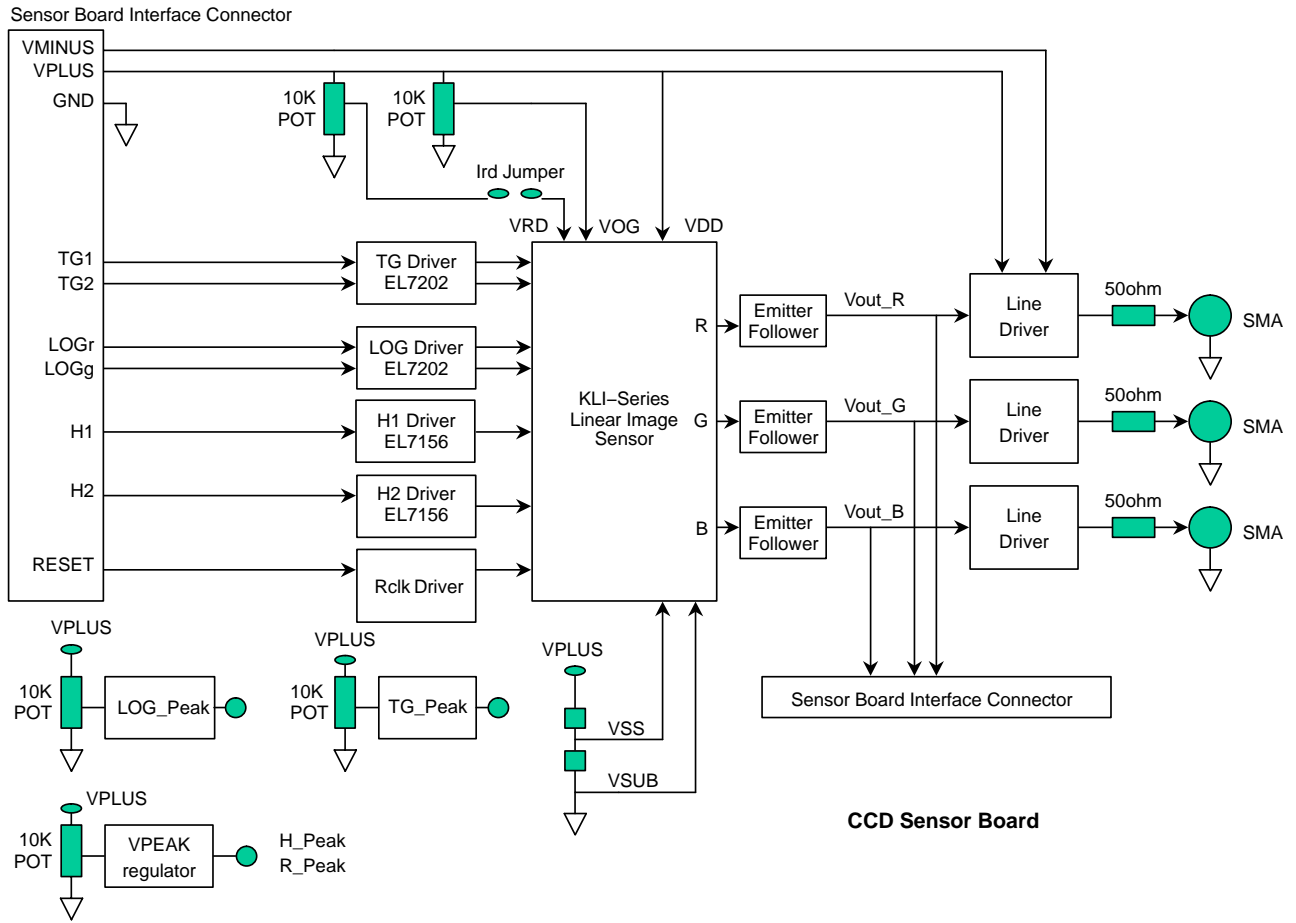 Sensor Board Interface Connector
VMINUS
VPLUS
GND
10K
POT
10K
POT
Ird Jumper
VRD
VOG
VDD
TG1
TG2
TG Driver
EL7202
LOGr
LOGg
LOG Driver
EL7202
H1
H1 Driver
EL7156
H2
H2 Driver
EL7156
RESET
Rclk Driver
KLI–Series
Linear Image
Sensor
R
G
B
Emitter
Follower
Vout_R
Line
Driver
50ohm
SMA
Emitter
Follower
Vout_G
Line
Driver
50ohm
SMA
Emitter
Follower
Vout_B
Line
Driver
50ohm
SMA
VPLUS
10K
POT
LOG_Peak
VPLUS
10K
POT
TG_Peak
VPLUS
VSS
VSUB
Sensor Board Interface Connector
VPLUS
10K
POT
VPEAK
regulator
H_Peak
R_Peak
CCD Sensor Board